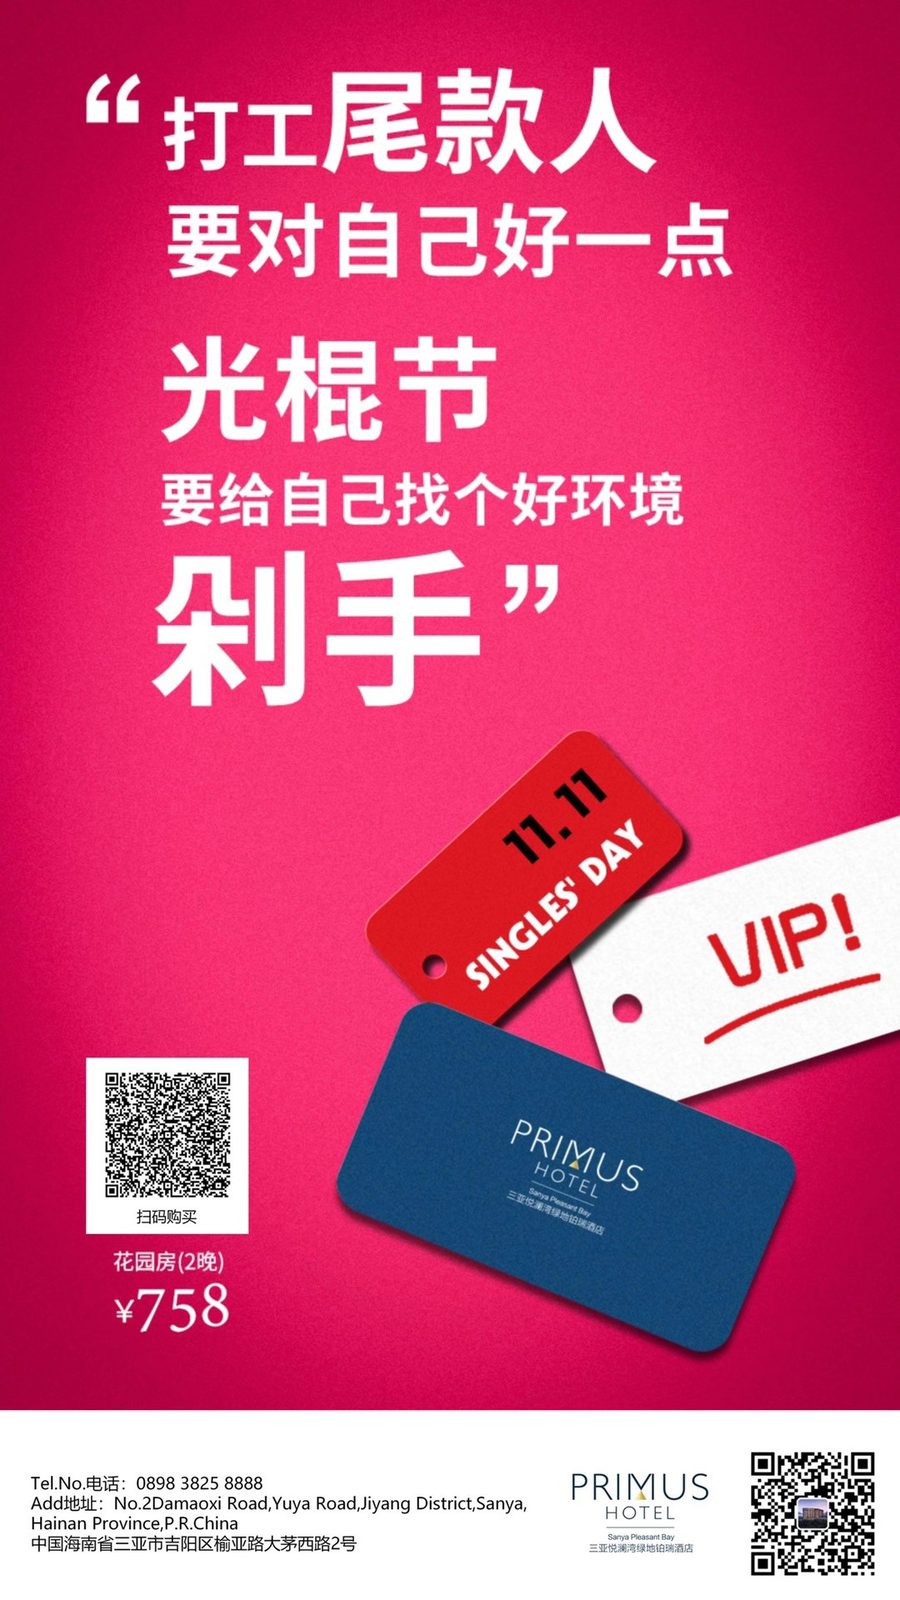 “打工尾款人
要对自己好一点
光棍节
要给自己找个好环境
剁手”
11.11
SINGLES' DAY
VIP!
PRIMUS
HOTEL
Sanya Pleasant Bay
三亚悦澜湾绿地铂瑞酒店
扫码购买
花园房(2晚)
¥758
Tel.No.电话：0898 3825 8888
Add地址：No.2Damaoxi Road,Yuya Road,Jiyang District,Sanya,
Hainan Province,P.R.China
中国海南省三亚市吉阳区榆亚路大茅西路2号
PRIMUS
HOTEL
Sanya Pleasant Bay
三亚悦澜湾绿地铂瑞酒店